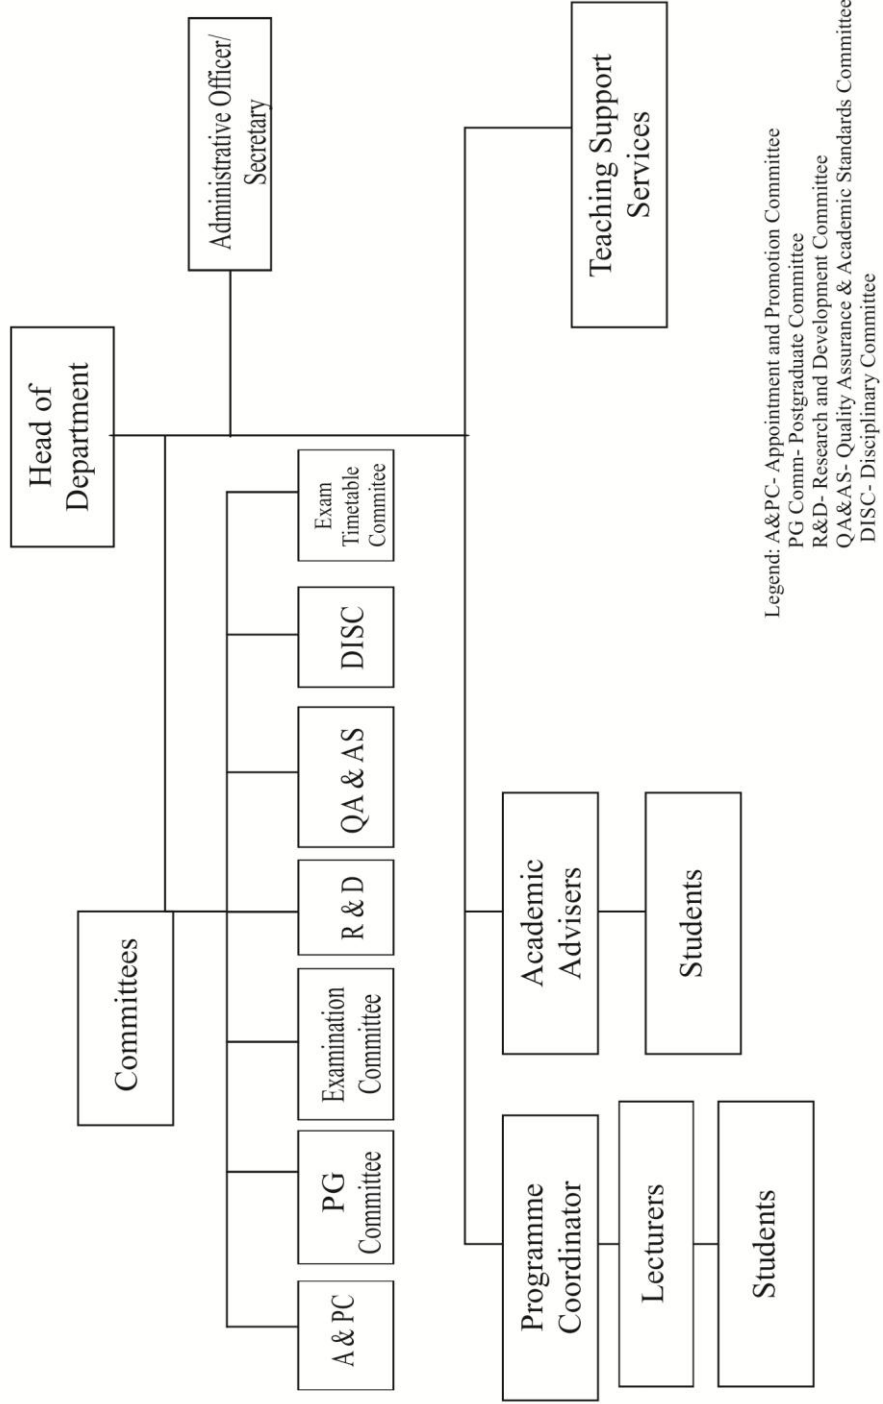 Head of
Department
Administrative Officer/
Secretary
Committees
A & PC
PG
Committee
Examination
Committee
R & D
QA & AS
DISC
Exam
Timetable
Commitee
Programme
Coordinator
Academic
Advisers
Teaching Support
Services
Lecturers
Students
Students
Legend: A&PC- Appointment and Promotion Committee
PG Comm- Postgraduate Committee
R&D- Research and Development Committee
QA&AS- Quality Assurance & Academic Standards Committee
DISC- Disciplinary Committee